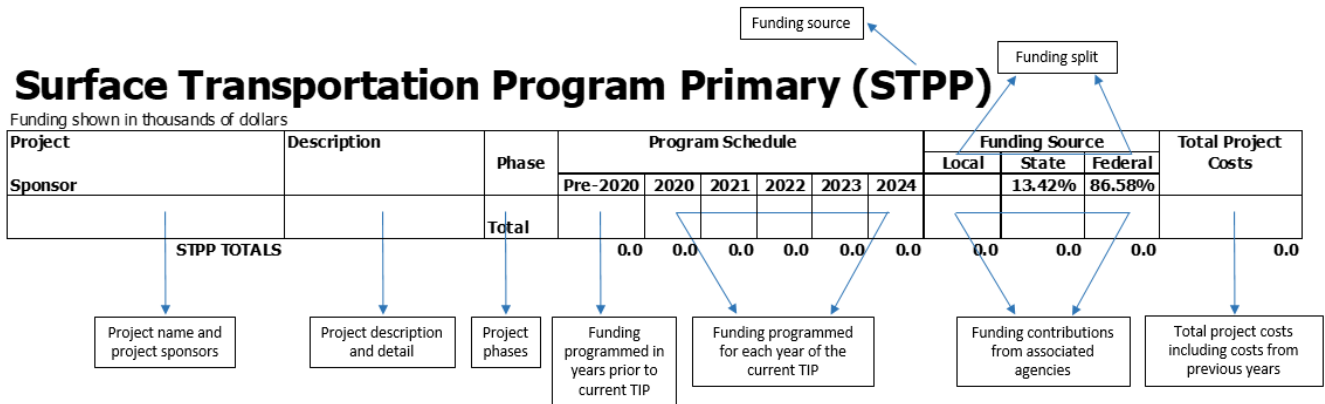 Funding source
Funding split
Surface Transportation Program Primary (STPP)
Funding shown in thousands of dollars
Project Description Program Schedule Funding Source Total Project
Phase Local State Federal Costs
Sponsor Pre-2020 2020 2021 2022 2023 2024 13.42% 86.58%
Total
STPP TOTALS 0.0 0.0 0.0 0.0 0.0 0.0 0.0 0.0 0.0 0.0
Project name and
project sponsors
Project description
and detail
Project
phases
Funding
programmed in
years prior to
current TIP
Funding programmed
for each year of the
current TIP
Funding contributions
from associated
agencies
Total project costs
including costs from
previous years